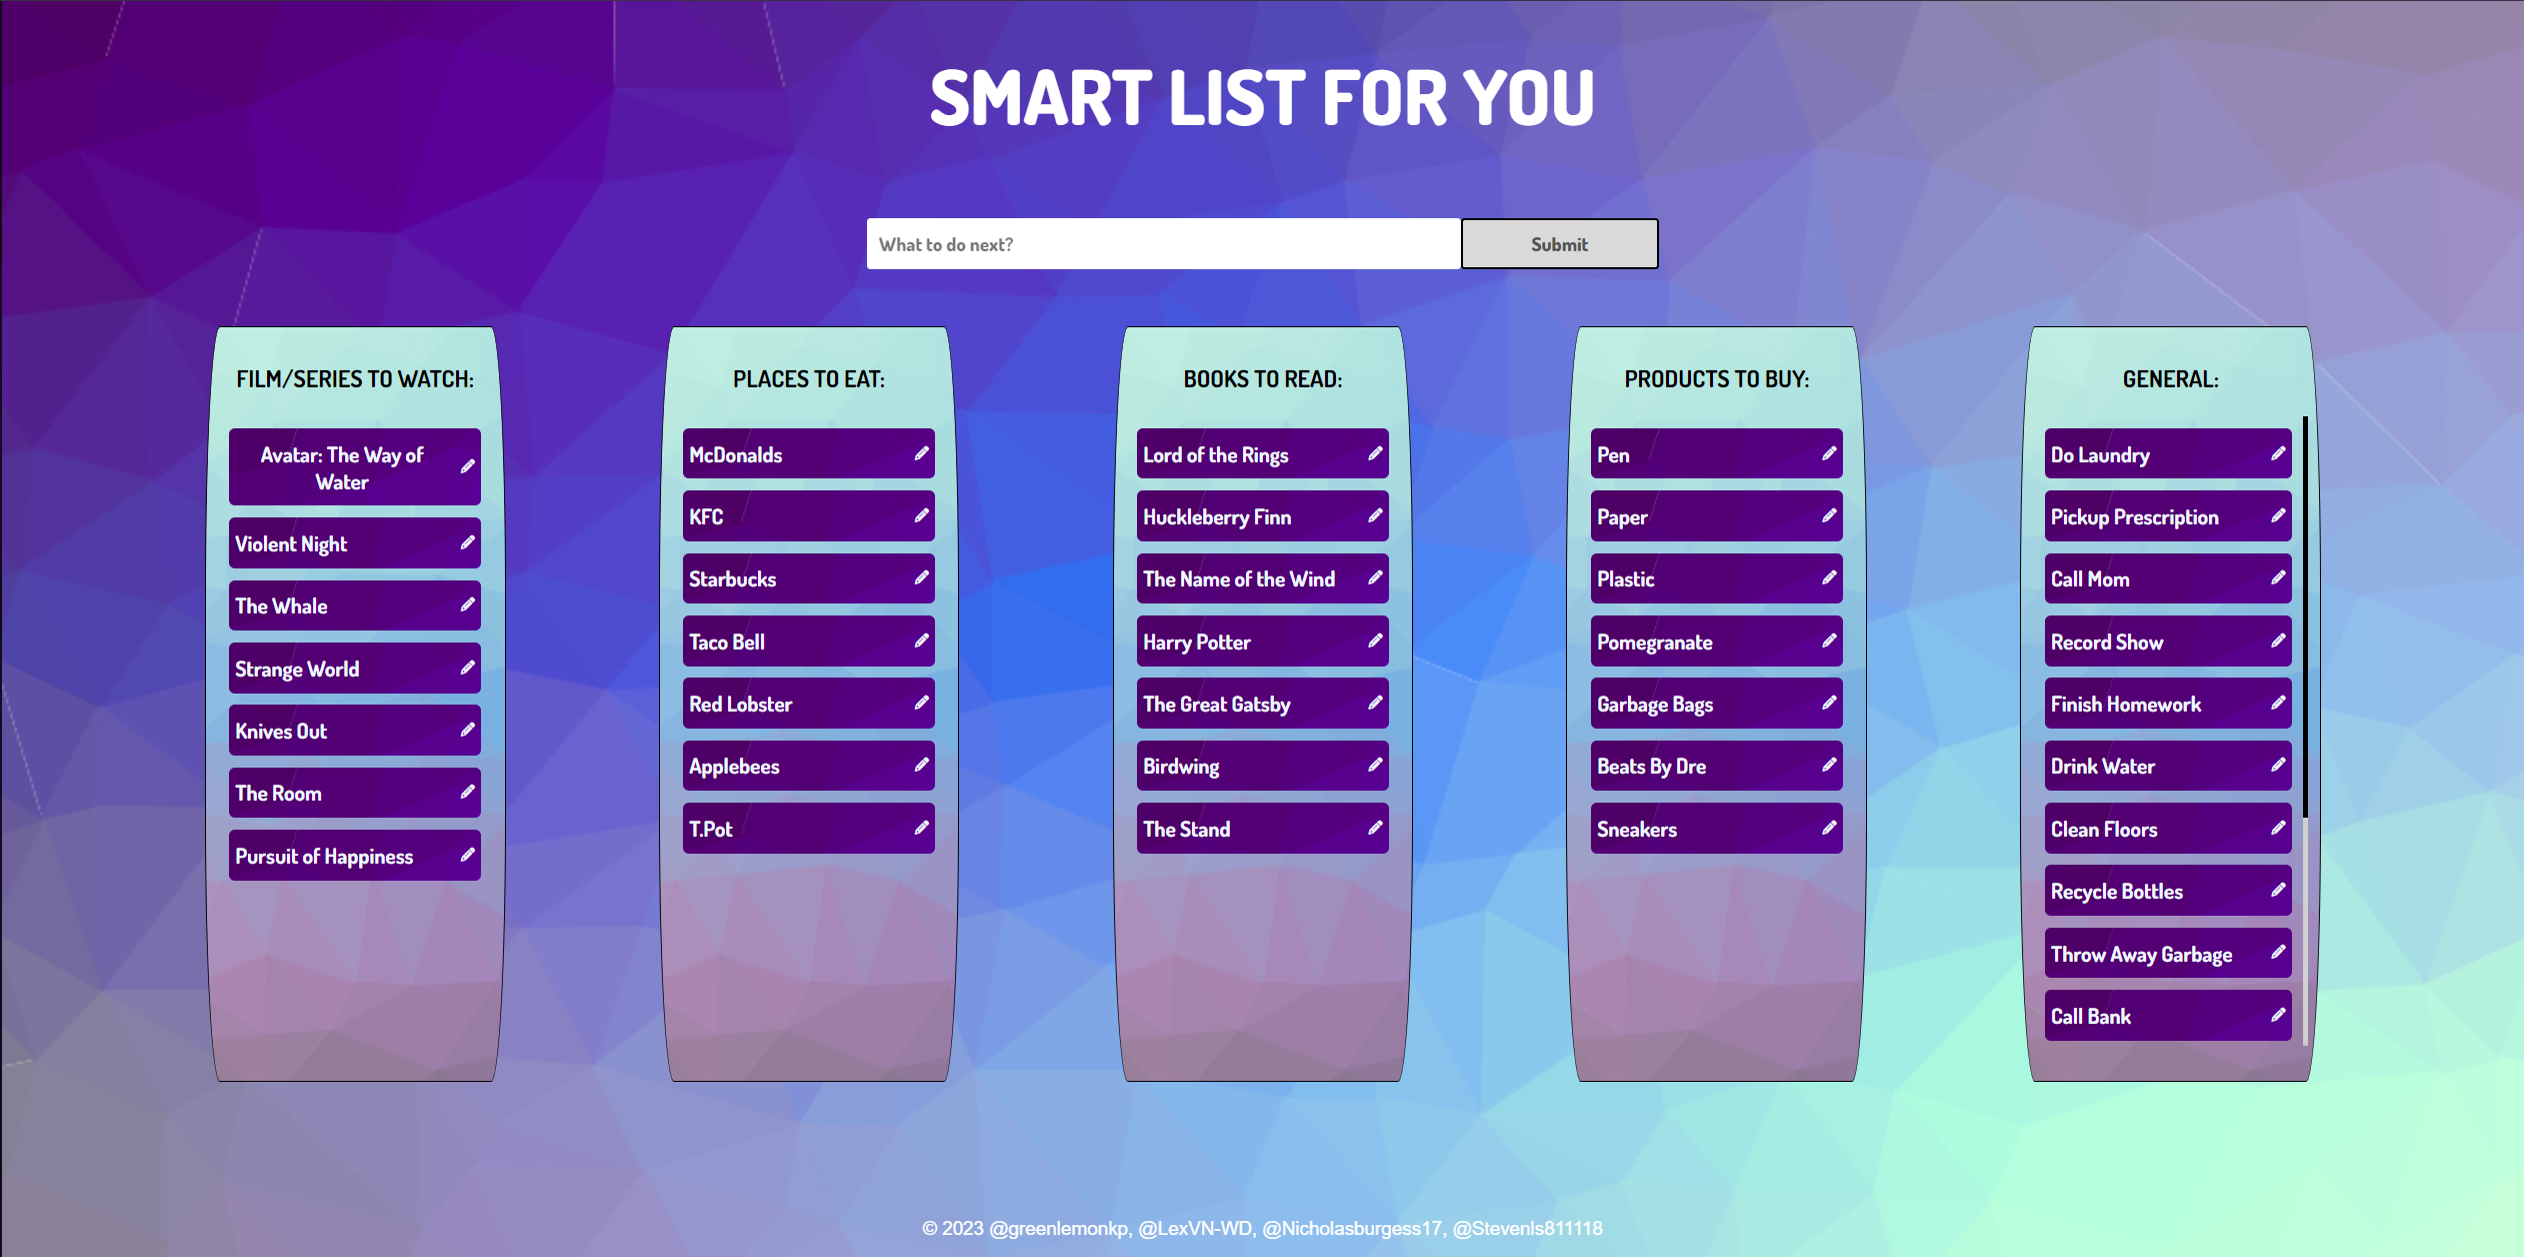 SMART LIST FOR YOU
What to do next?
Submit
FILM/SERIES TO WATCH:
Avatar: The Way of
Water
Violent Night
The Whale
Strange World
Knives Out
The Room
Pursuit of Happiness
PLACES TO EAT:
McDonalds
KFC
Starbucks
Taco Bell
Red Lobster
Applebees
T.Pot
BOOKS TO READ:
Lord of the Rings
Huckleberry Finn
The Name of the Wind
Harry Potter
The Great Gatsby
Birdwing
The Stand
PRODUCTS TO BUY:
Pen
Paper
Plastic
Pomegranate
Garbage Bags
Beats By Dre
Sneakers
GENERAL:
Do Laundry
Pickup Prescription
Call Mom
Record Show
Finish Homework
Drink Water
Clean Floors
Recycle Bottles
Throw Away Garbage
Call Bank
© 2023 @greenlemonkp, @LexVN-WD, @Nicholasburgess17, @Stevenls811118